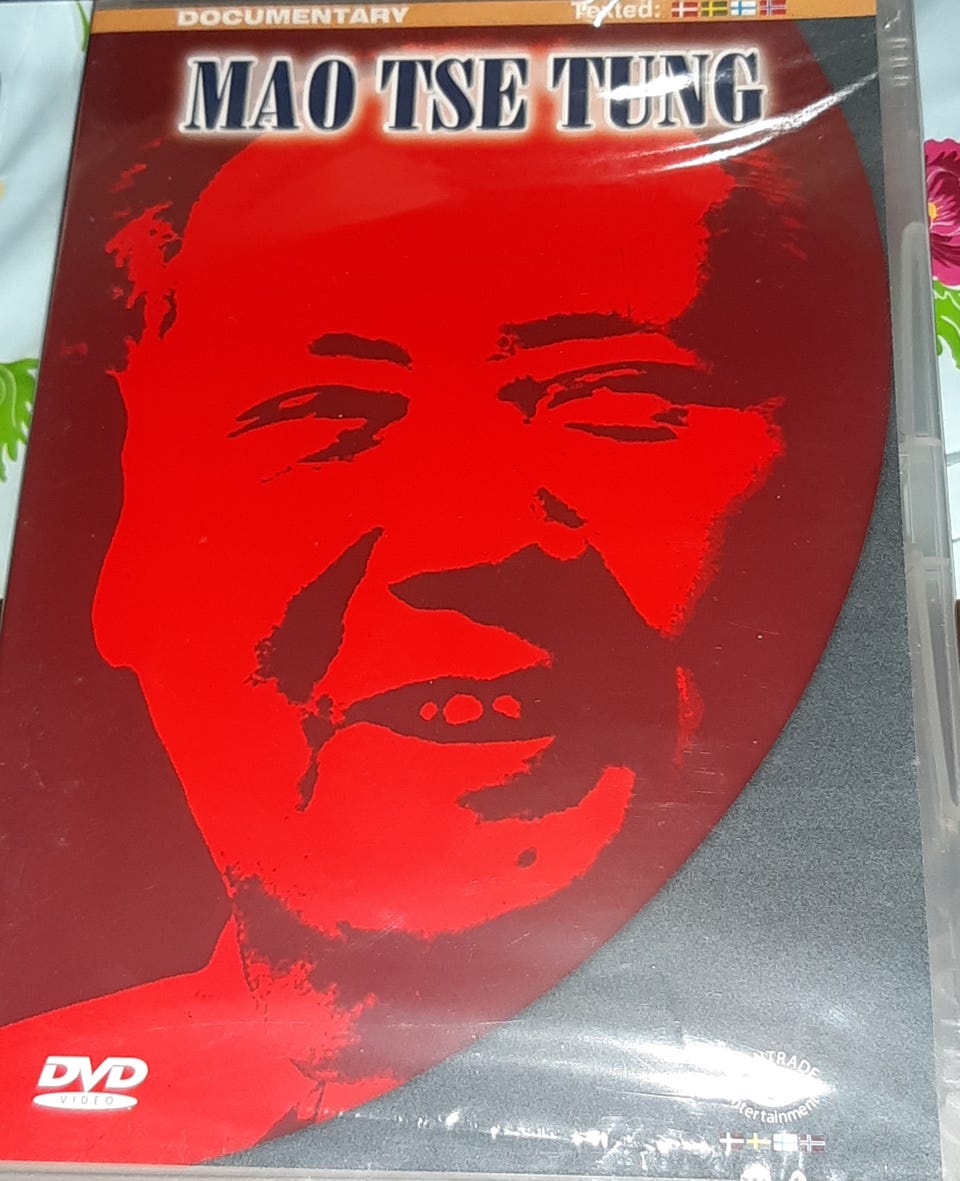 DOCUMENTARY
Texted:
MAO TSE TUNG
DVD
VIDEO